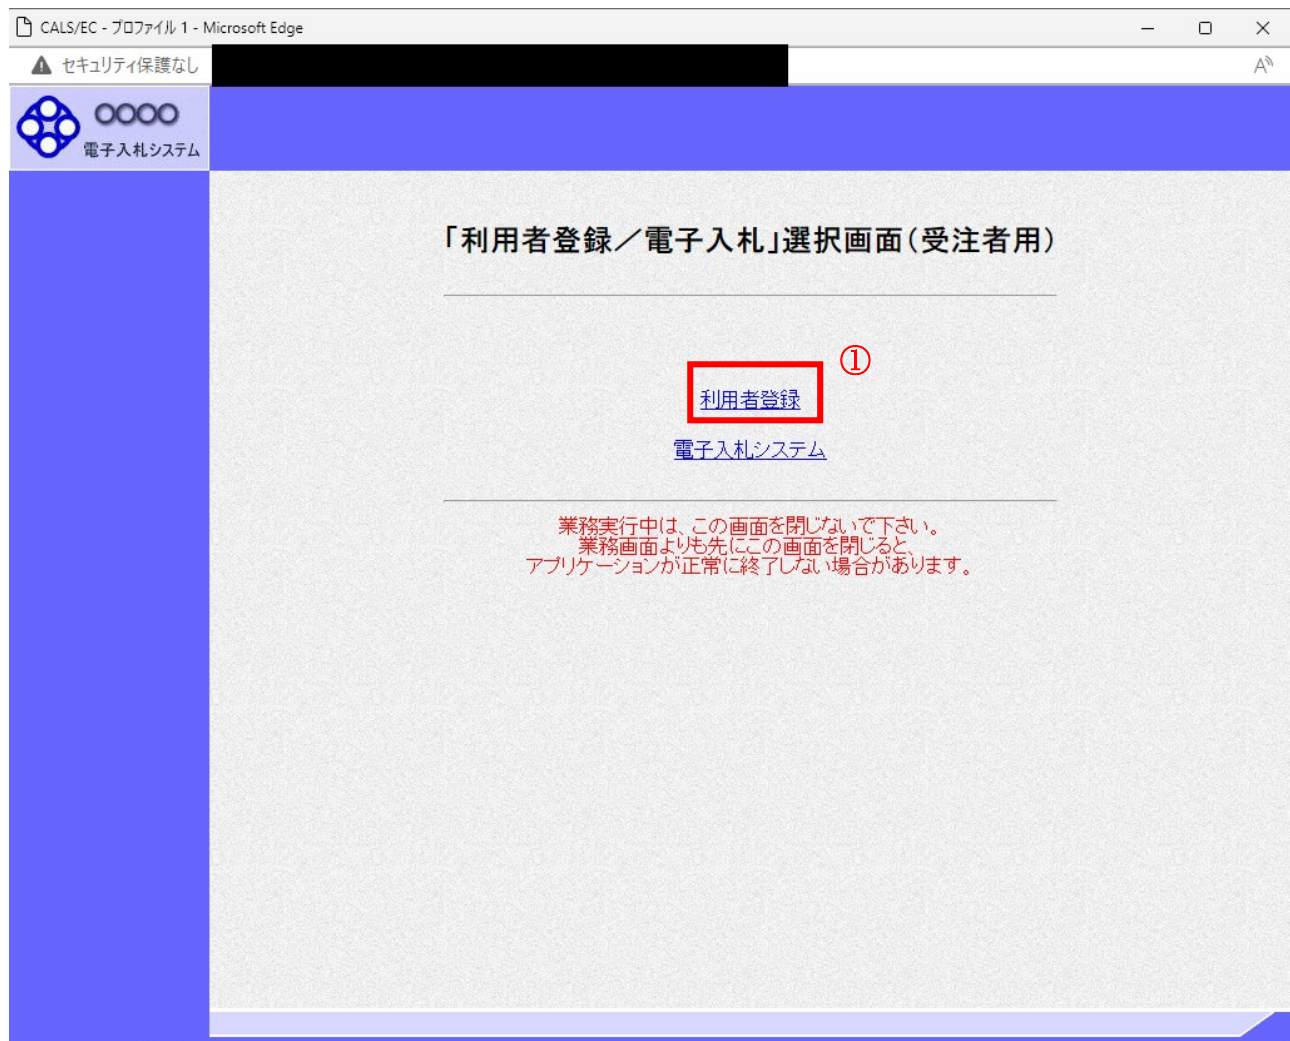 CALS/EC - プロファイル 1 - Microsoft Edge
セキュリティ保護なし
〇〇〇〇
電子入札システム
「利用者登録／電子入札」選択画面(受注者用)
①
利用者登録
電子入札システム
業務実行中は、この画面を閉じないで下さい。
業務画面よりも先にこの画面を閉じると、
アプリケーションが正常に終了しない場合があります。